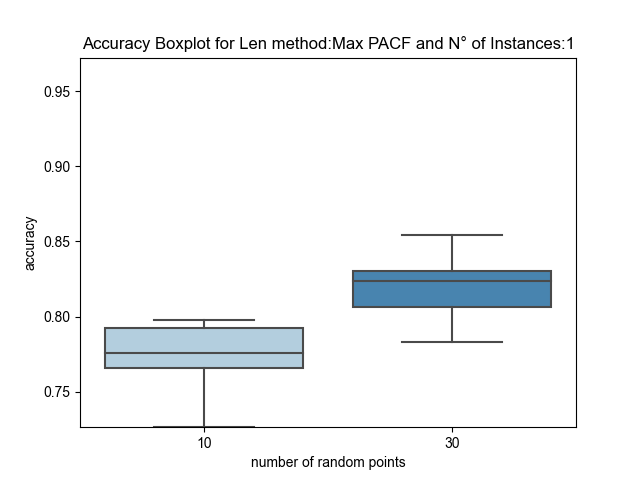 Accuracy Boxplot for Len method:Max PACF and N° of Instances:1
0.95
0.90
0.85
0.80
0.75
accuracy
10 30
number of random points